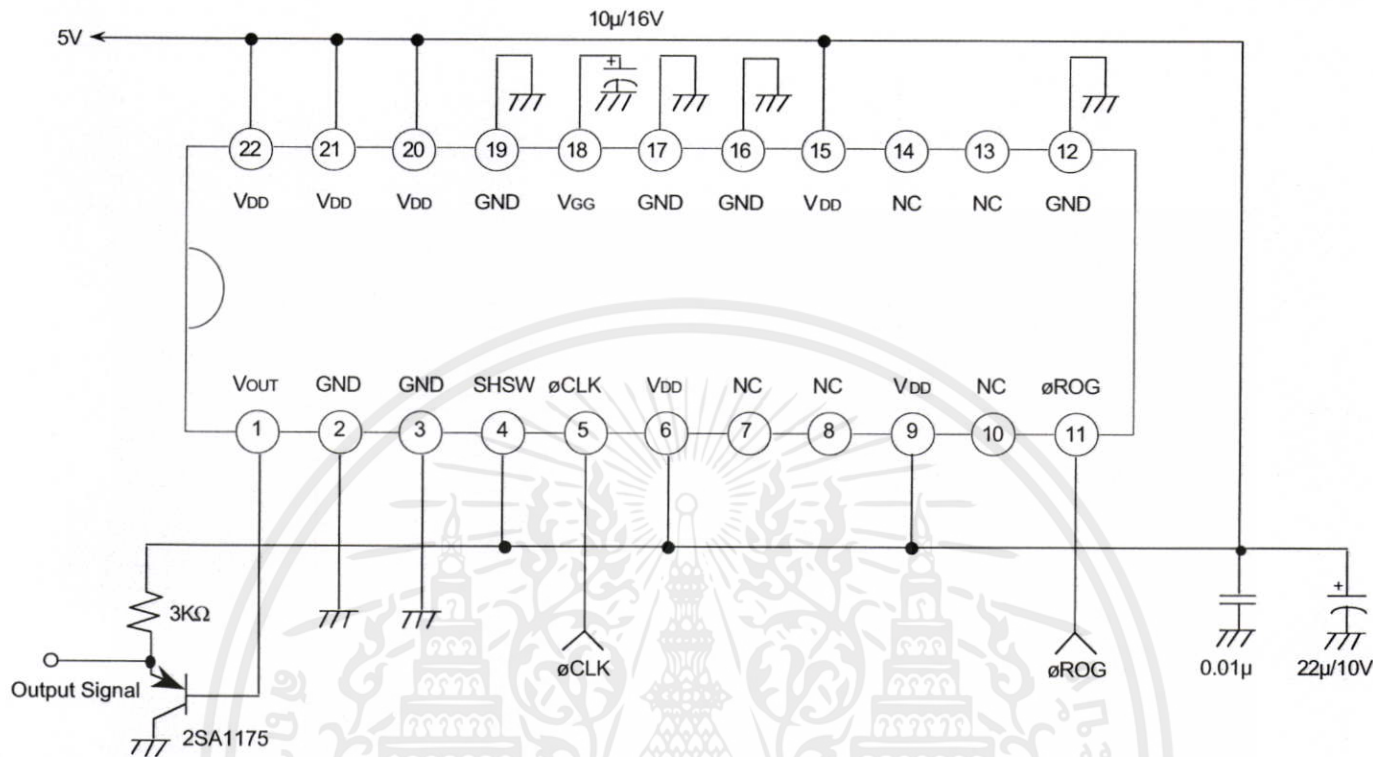 10µ/16V
5V
+
22 21 20 19 18 17 16 15 14 13 12
VDD VDD VDD GND VGG GND GND VDD NC NC GND
VOUT GND GND SHSW øCLK VDD NC NC VDD NC øROG
1 2 3 4 5 6 7 8 9 10 11
+
3KΩ
øCLK øROG 0.01µ 22µ/10V
Output Signal
2SA1175